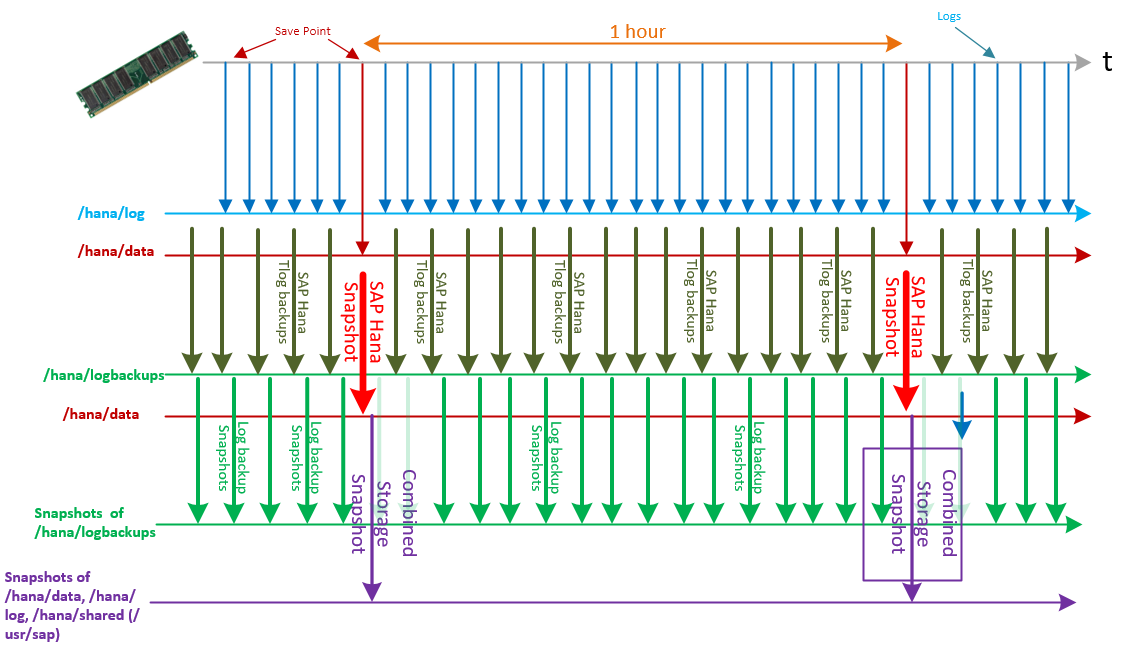 Save Point
1 hour
Logs
t
/hana/log
/hana/data
SAP Hana
Tlog backups
SAP Hana
Snapshot
SAP Hana
Tlog backups
SAP Hana
Tlog backups
SAP Hana
Tlog backups
SAP Hana
Tlog backups
SAP Hana
Snapshot
SAP Hana
Tlog backups
/hana/logbackups
/hana/data
Log backup
Snapshots
Log backup
Snapshots
Combined
Storage
Snapshot
Log backup
Snapshots
Log backup
Snapshots
Combined
Storage
Snapshot
Snapshots of
/hana/logbackups
Snapshots of
/hana/data, /hana/
log, /hana/shared (/
usr/sap)